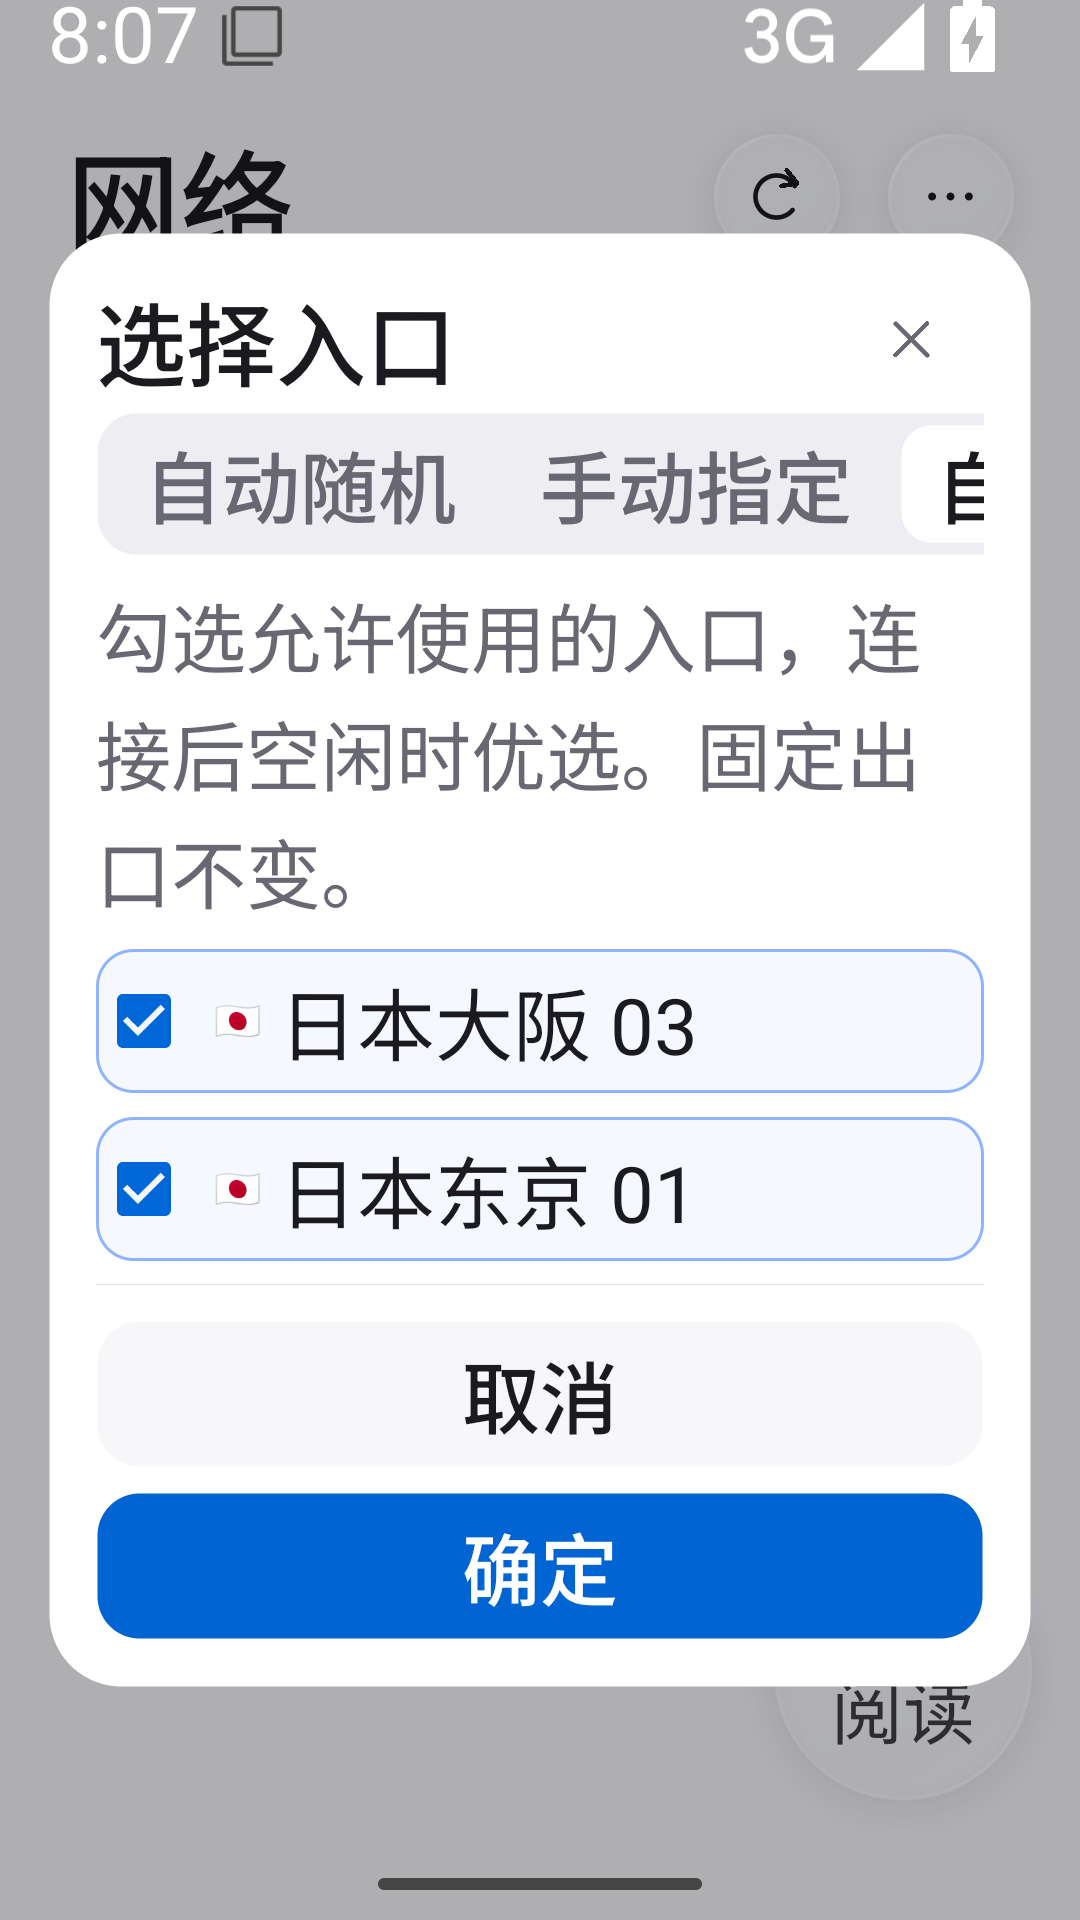 8:07 3G
网络
选择入口
自动随机 手动指定 自
勾选允许使用的入口，连
接后空闲时优选。固定出
口不变。
日本大阪 03
日本东京 01
取消
确定
阅读